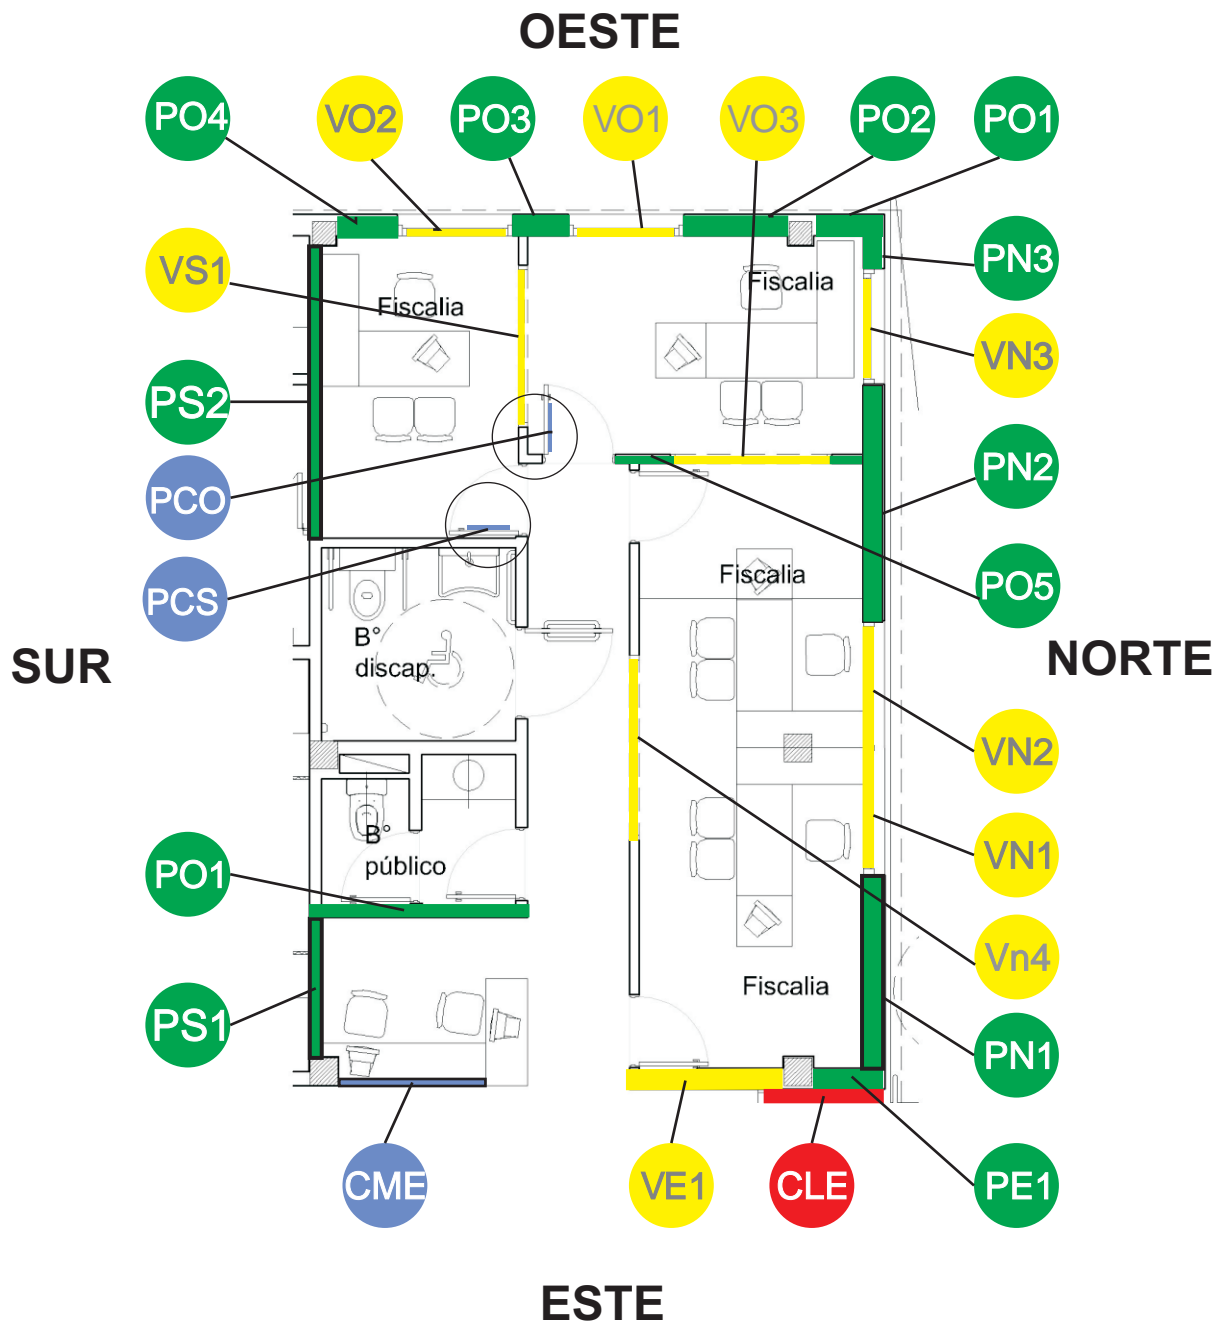 OESTE
PO4
VO2
PO3
VO1
VO3
PO2
PO1
VS1
Fiscalia
Fiscalia
PN3
VN3
PS2
PN2
PCO
PCS
Fiscalia
PO5
SUR
B°
discap.
NORTE
VN2
PO1
B°
público
VN1
Vn4
Fiscalia
PS1
PN1
CME
VE1
CLE
PE1
ESTE